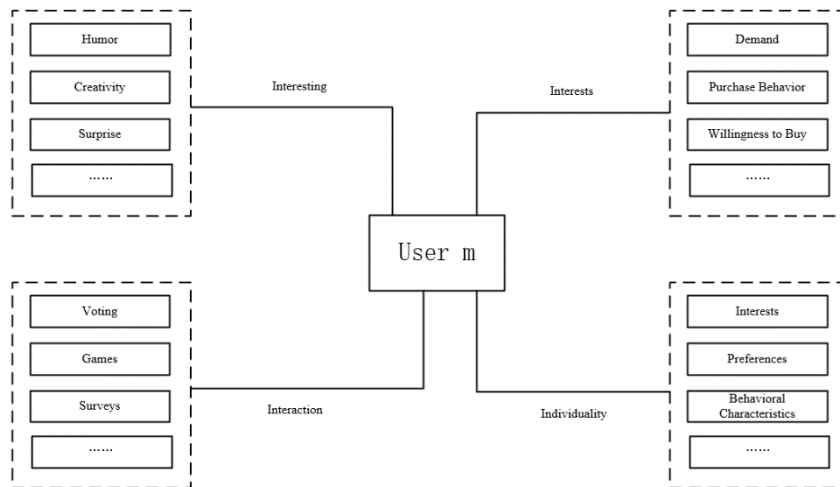 Humor
Creativity
Surprise
......
Interesting
Interests
Demand
Purchase Behavior
Willingness to Buy
......
User m
Voting
Games
Surveys
......
Interaction
Individuality
Interests
Preferences
Behavioral
Characteristics
......